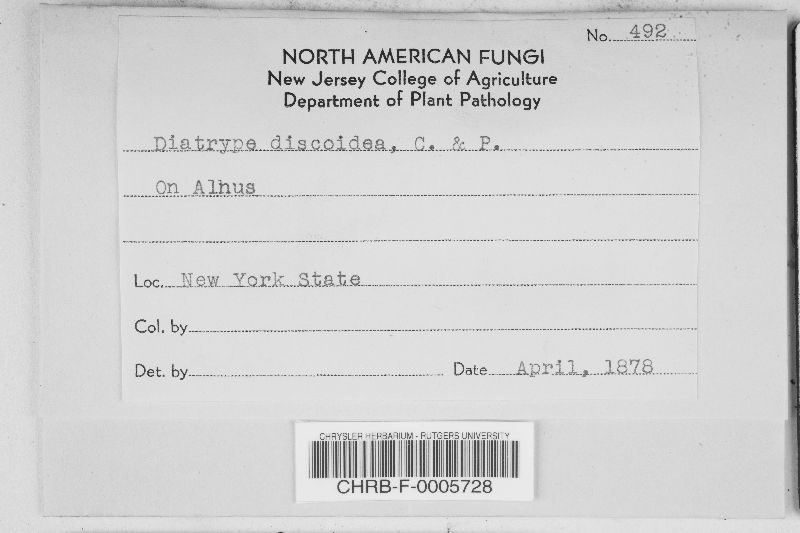 No. 492
NORTH AMERICAN FUNGI
New Jersey College of Agriculture
Department of Plant Pathology
Diatrype discoidea, C. & P.
On Alhus
Loc. New York State
Col. by
Det. by Date April, 1878
CHRYSLER HERBARIUM - RUTGERS UNIVERSITY
CHRB-F-0005728